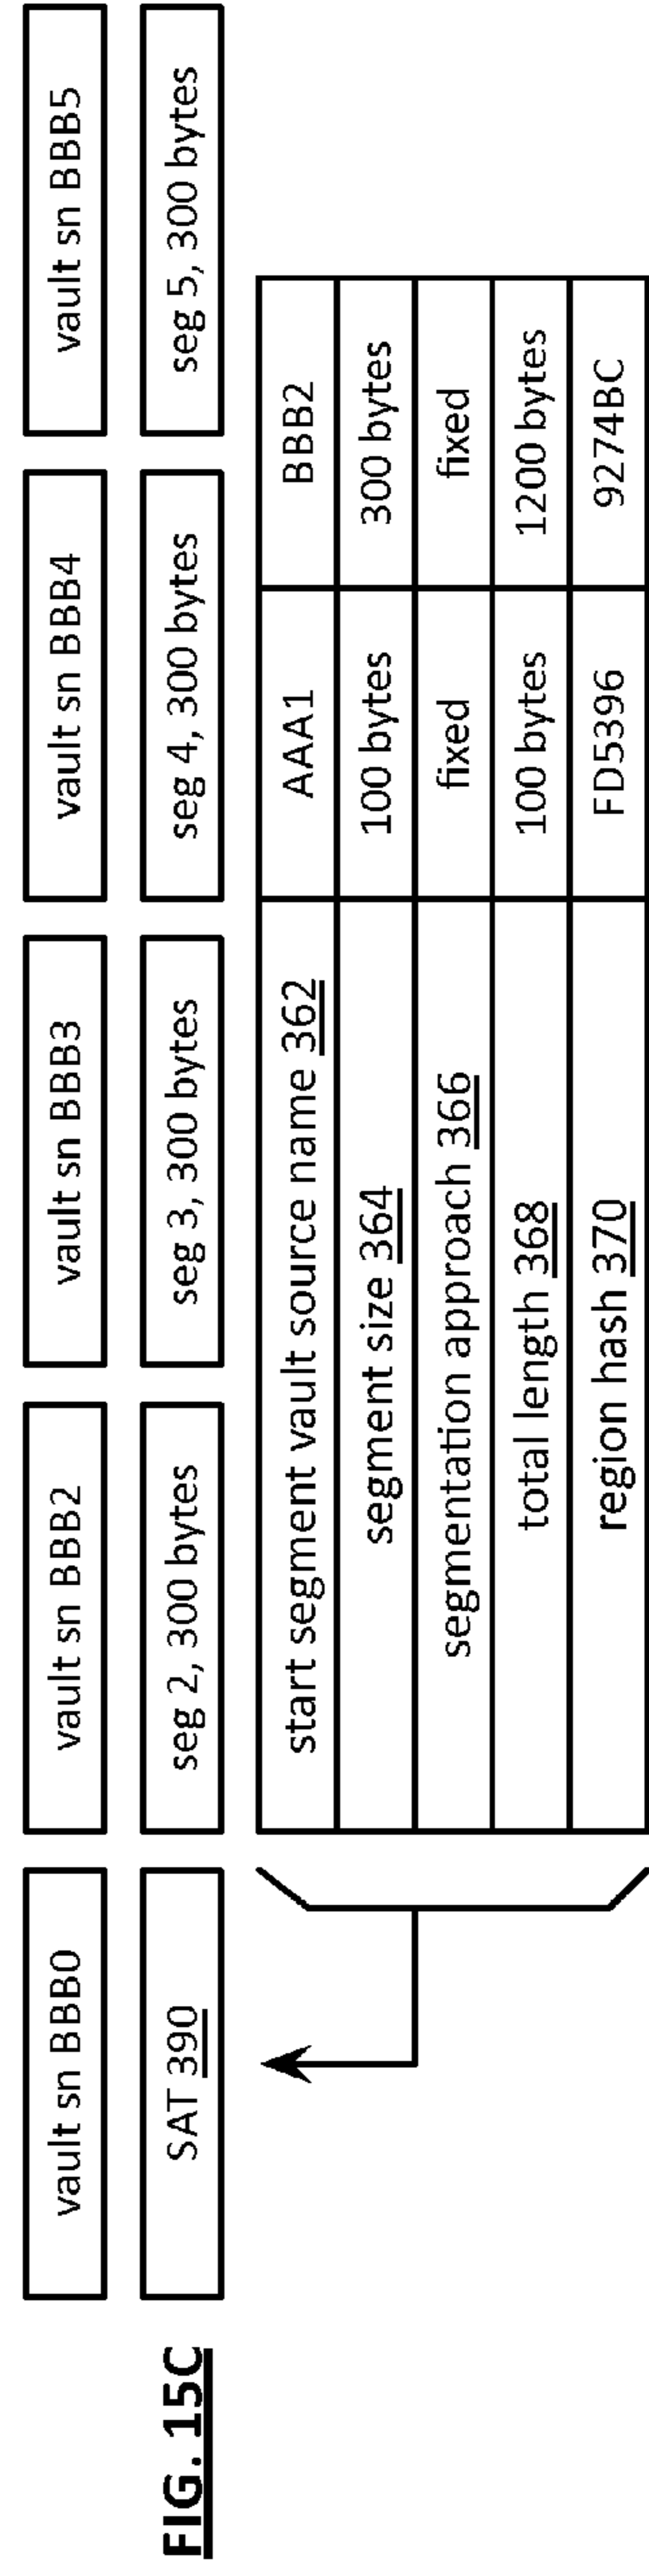 vault sn BBB0
vault sn BBB2
vault sn BBB3
vault sn BBB4
vault sn BBB5
SAT 390
seg 2, 300 bytes
seg 3, 300 bytes
seg 4, 300 bytes
seg 5, 300 bytes
start segment vault source name 362
AAA1
BBB2
segment size 364
100 bytes
300 bytes
segmentation approach 366
fixed
fixed
total length 368
100 bytes
1200 bytes
region hash 370
FD5396
9274BC
FIG. 15C